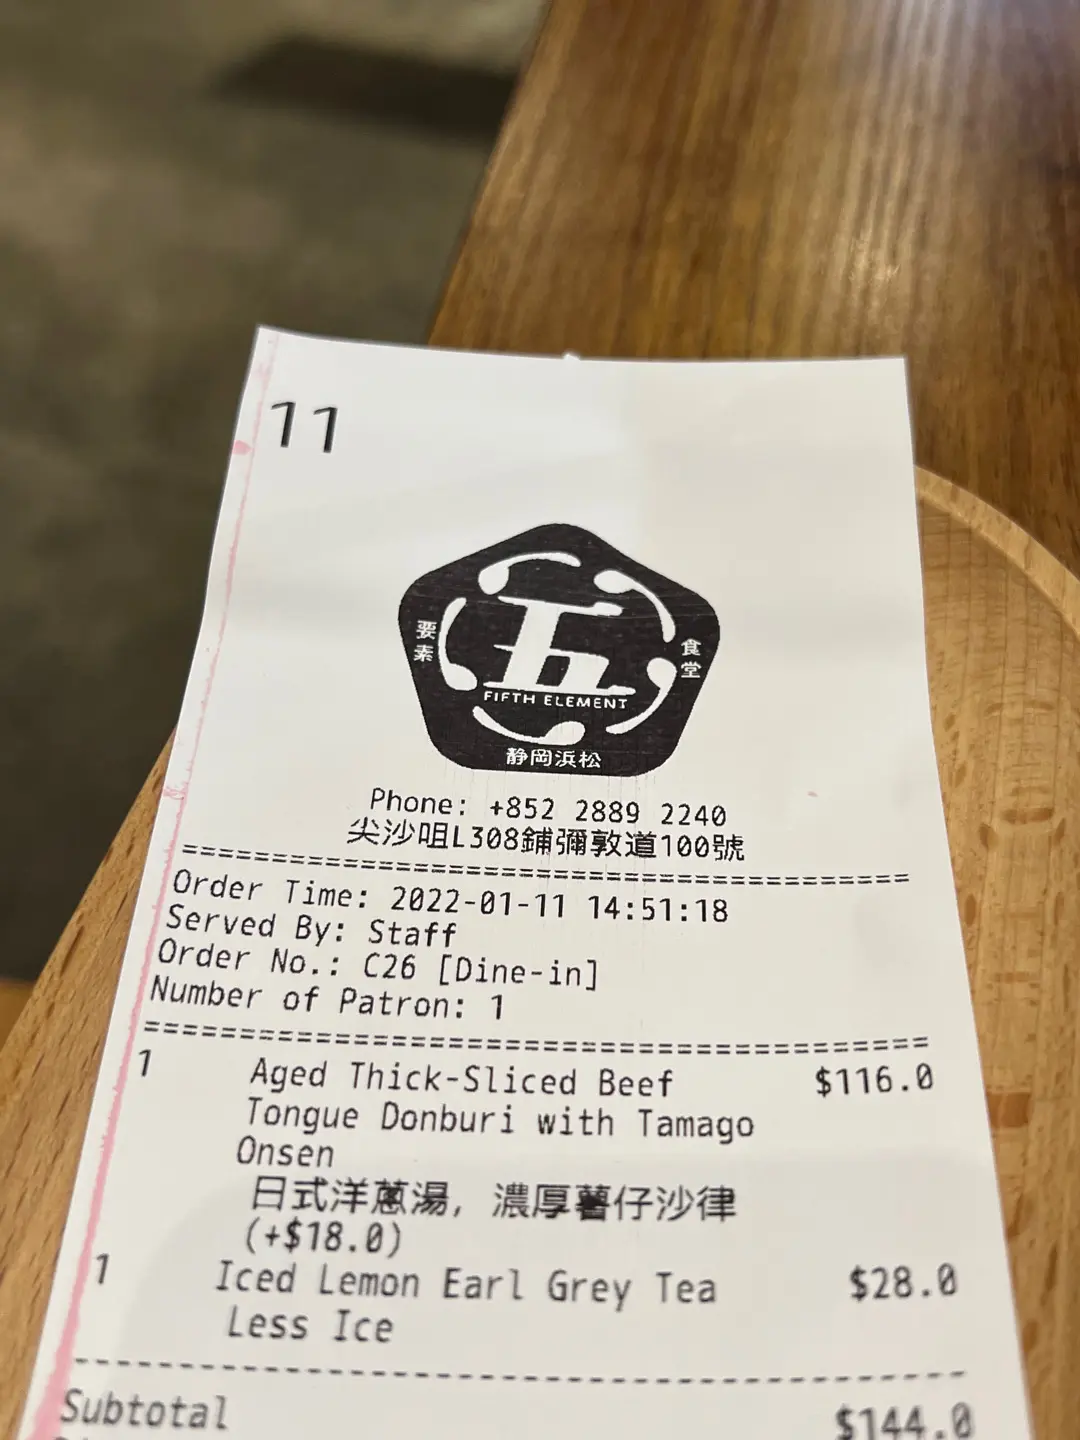 11
五
要素
食堂
FIFTH ELEMENT
静岡浜松
Phone: +852 2889 2240
尖沙咀L308鋪彌敦道100號
==========================================
Order Time: 2022-01-11 14:51:18
Served By: Staff
Order No.: C26 [Dine-in]
Number of Patron: 1
==========================================
1 Aged Thick-Sliced Beef $116.0
Tongue Donburi with Tamago
Onsen
日式洋蔥湯, 濃厚薯仔沙律
(+$18.0)
1 Iced Lemon Earl Grey Tea $28.0
Less Ice
------------------------------------------
Subtotal $144.0